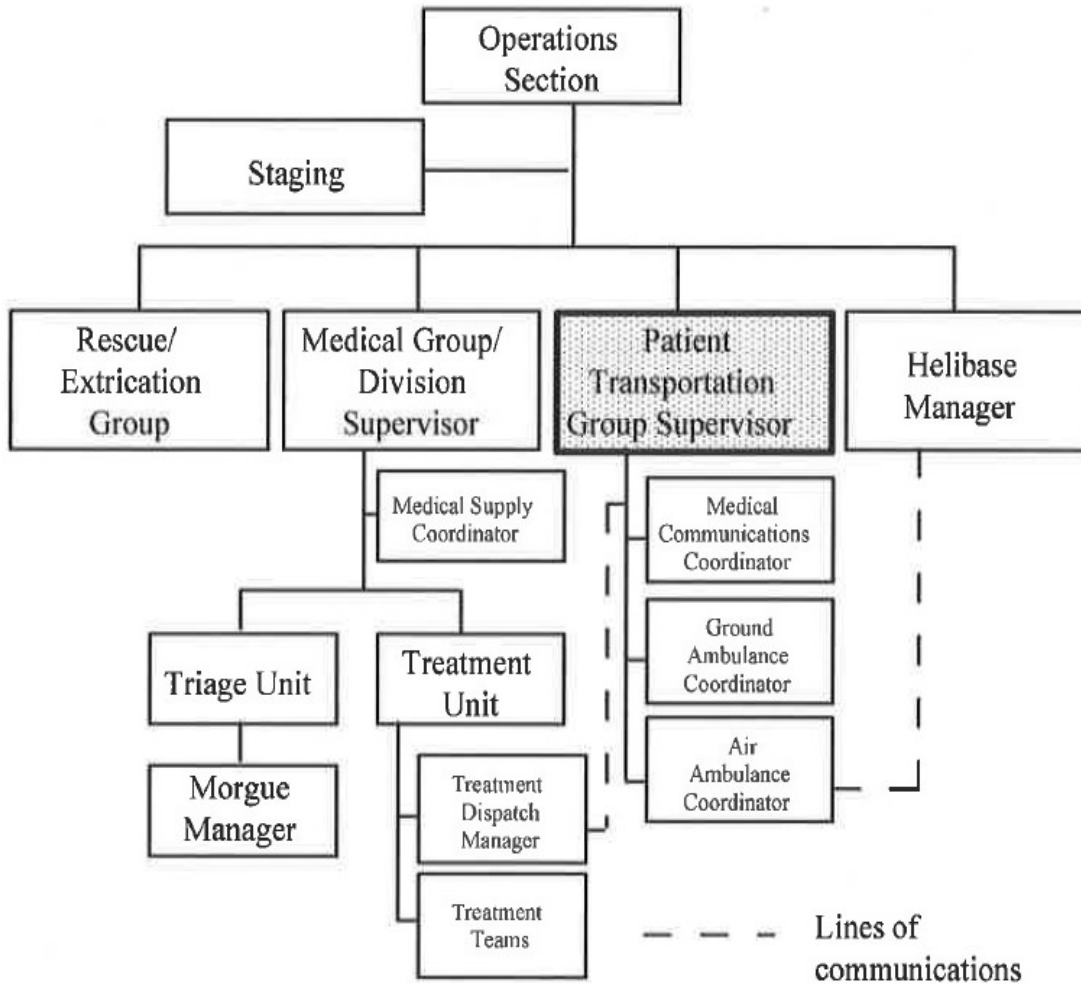 Operations
Section
Staging
Rescue/
Extrication
Group
Medical Group/
Division
Supervisor
Patient
Transportation
Group Supervisor
Helibase
Manager
Medical Supply
Coordinator
Medical
Communications
Coordinator
Ground
Ambulance
Coordinator
Air
Ambulance
Coordinator
Triage Unit
Treatment
Unit
Morgue
Manager
Treatment
Dispatch
Manager
Treatment
Teams
Lines of
communications